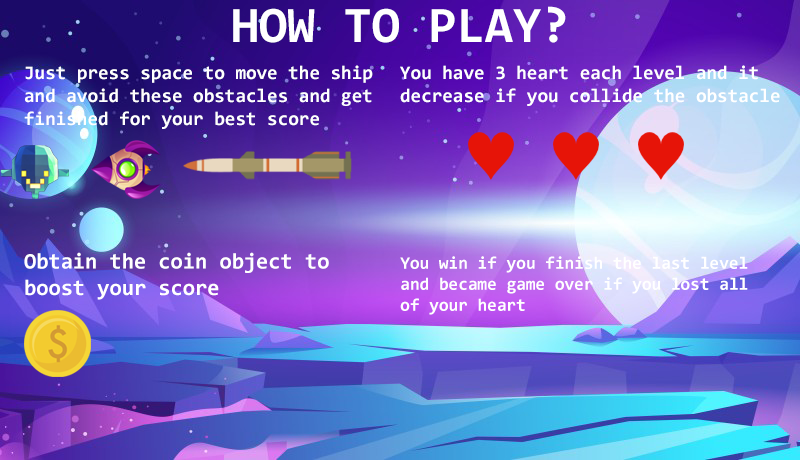 HOW TO PLAY?
Just press space to move the ship
and avoid these obstacles and get
finished for your best score
You have 3 heart each level and it
decrease if you collide the obstacle
Obtain the coin object to
boost your score
You win if you finish the last level
and became game over if you lost all
of your heart
$